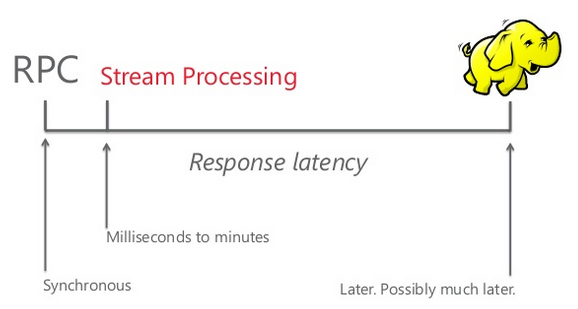 RPC
Stream Processing
Response latency
Milliseconds to minutes
Synchronous
Later. Possibly much later.